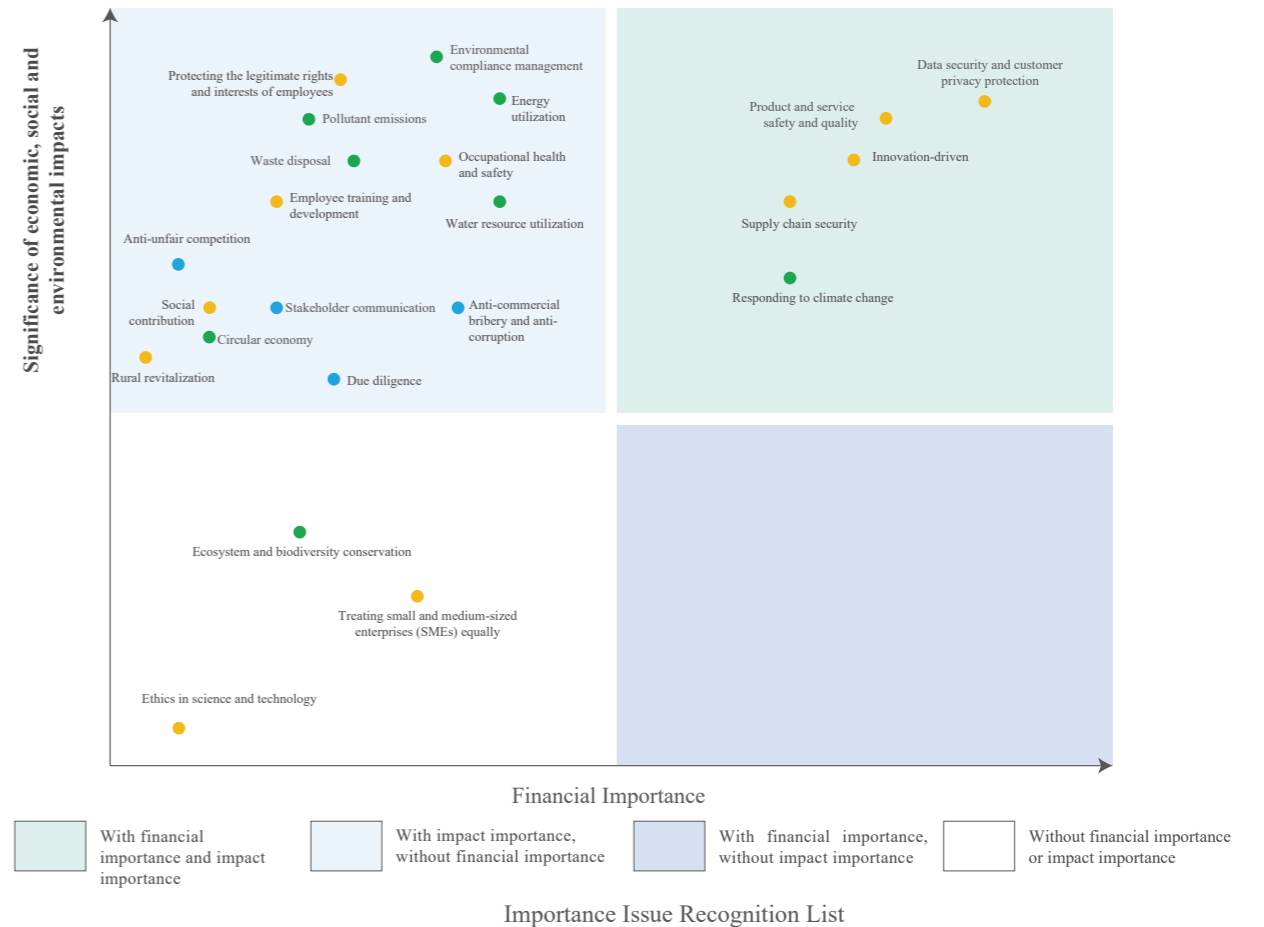 Significance of economic, social and
environmental impacts
Environmental
compliance management
Protecting the legitimate rights
and interests of employees
Energy
utilization
Pollutant emissions
Waste disposal
Occupational health
and safety
Employee training and
development
Water resource utilization
Anti-unfair competition
Social
contribution
Stakeholder communication
Anti-commercial
bribery and anti-
corruption
Circular economy
Rural revitalization
Due diligence
Data security and customer
privacy protection
Product and service
safety and quality
Innovation-driven
Supply chain security
Responding to climate change
Ecosystem and biodiversity conservation
Treating small and medium-sized
enterprises (SMEs) equally
Ethics in science and technology
Financial Importance
With financial
importance and impact
importance
With impact importance,
without financial importance
With financial importance,
without impact importance
Without financial importance
or impact importance
Importance Issue Recognition List